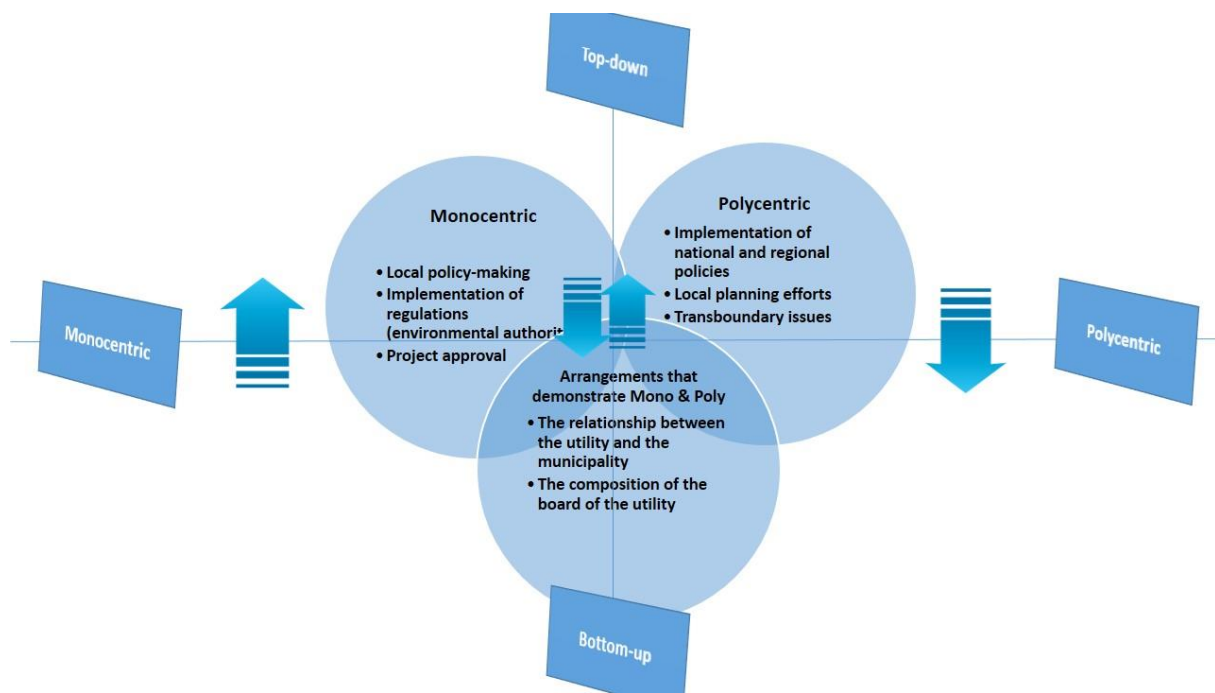 Top-down
Monocentric
• Local policy-making
• Implementation of
regulations
(environmental authorit
• Project approval
Polycentric
• Implementation of
national and regional
policies
• Local planning efforts
• Transboundary issues
Monocentric
Polycentric
Arrangements that
demonstrate Mono & Poly
• The relationship between
the utility and the
municipality
• The composition of the
board of the utility
Bottom-up